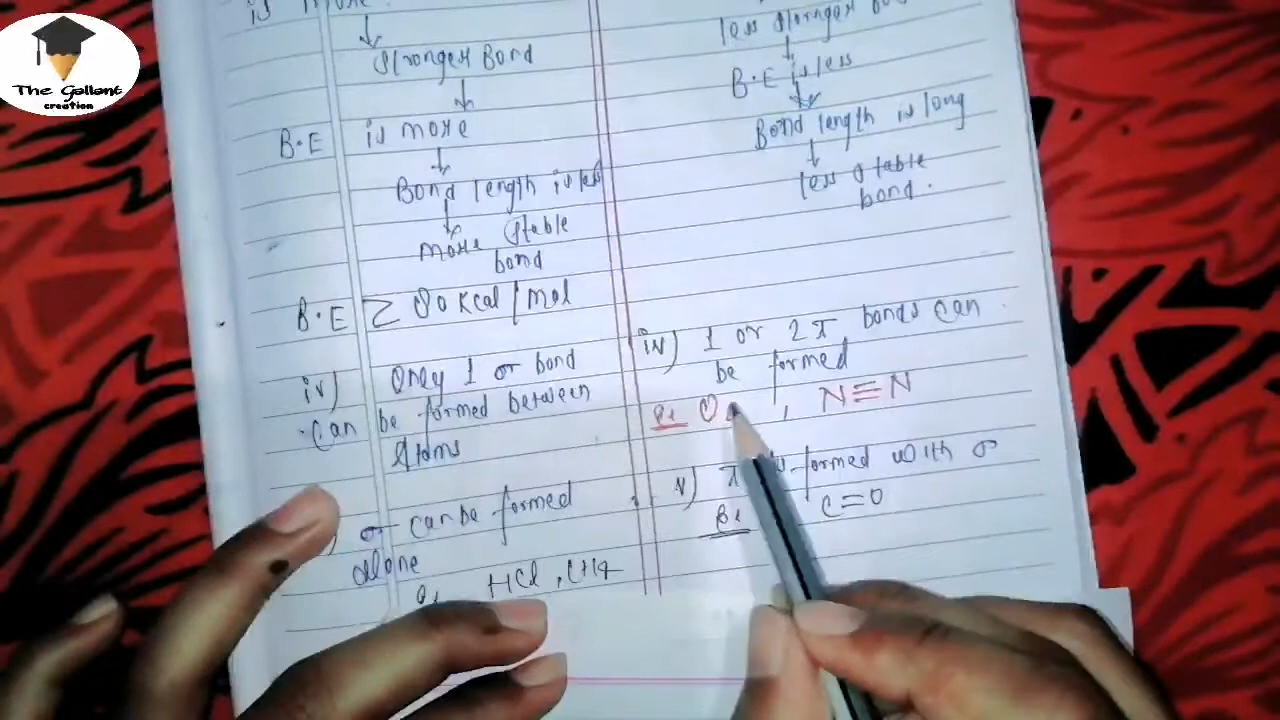 The Gallant
creation
is more
Stronger Bond
B.E is more
Bond length is less
more stable
bond
B.E Σ 80 Kcal/mol
iv) Only 1 σ bond
can be formed between
Atoms
σ can be formed
alone
HCl, CH4
less stronger
B.E is less
Bond length is long
less stable
bond.
iv) 1 or 2 π bonds can
be formed
O , N≡N
v) π formed with σ
C=O